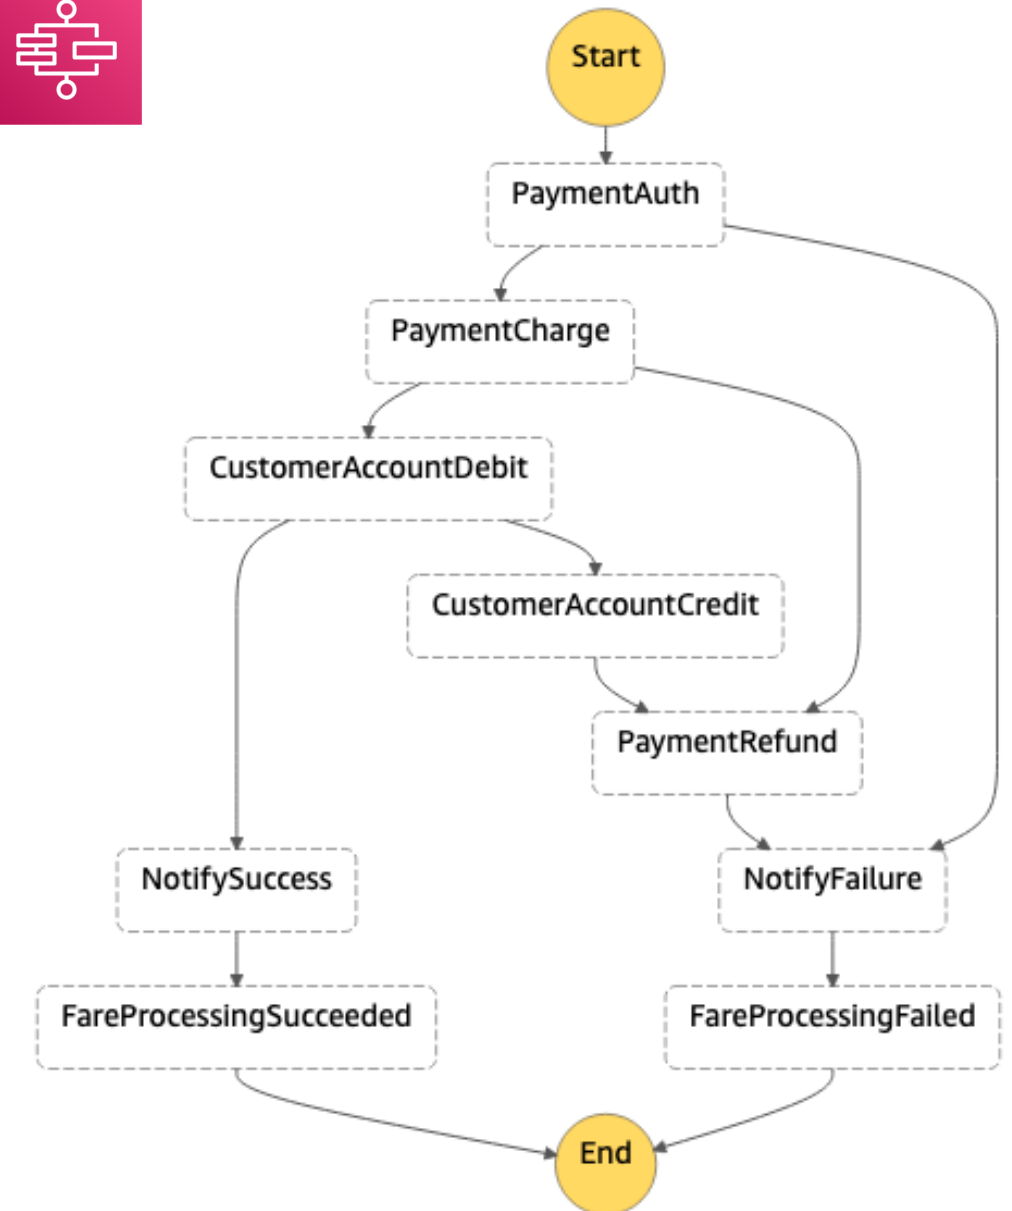 Start
PaymentAuth
PaymentCharge
CustomerAccountDebit
CustomerAccountCredit
PaymentRefund
NotifySuccess
NotifyFailure
FareProcessingSucceeded
FareProcessingFailed
End